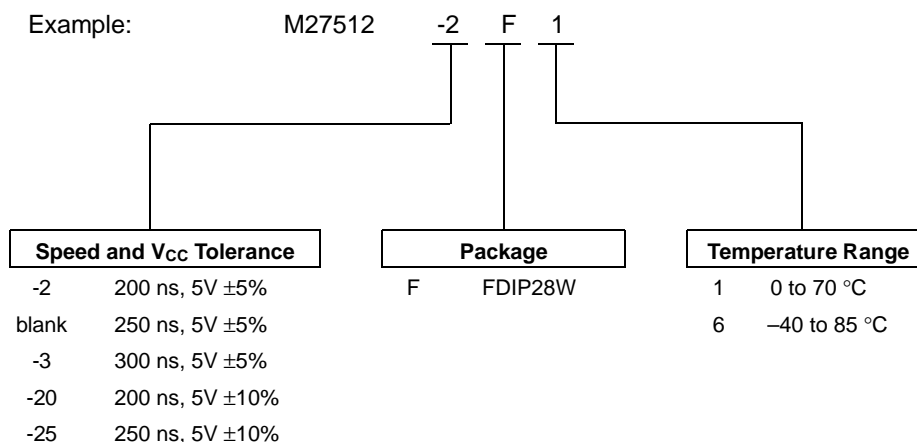 Example: M27512 -2 F 1
Speed and VCC Tolerance
-2 200 ns, 5V ±5%
blank 250 ns, 5V ±5%
-3 300 ns, 5V ±5%
-20 200 ns, 5V ±10%
-25 250 ns, 5V ±10%
Package
F FDIP28W
Temperature Range
1 0 to 70 °C
6 –40 to 85 °C